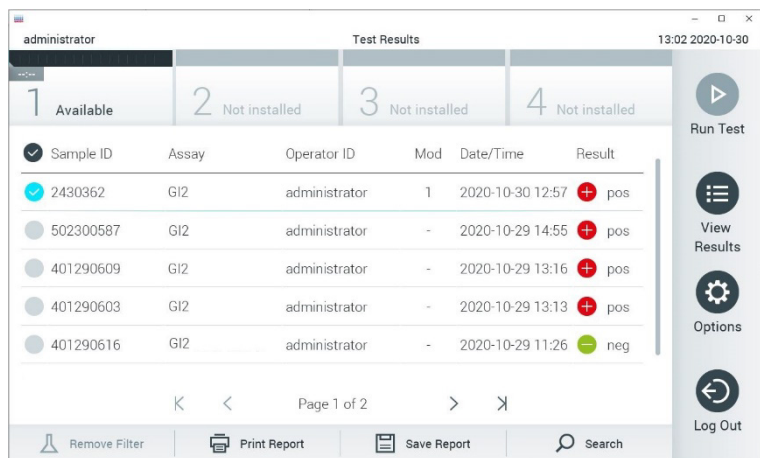 administrator Test Results 13:02 2020-10-30
--:--
1 Available 2 Not installed 3 Not installed 4 Not installed
Run Test
Sample ID Assay Operator ID Mod Date/Time Result
2430362 GI2 administrator 1 2020-10-30 12:57 pos
502300587 GI2 administrator - 2020-10-29 14:55 pos
View Results
401290609 GI2 administrator - 2020-10-29 13:16 pos
401290603 GI2 administrator - 2020-10-29 13:13 pos
Options
401290616 GI2 administrator - 2020-10-29 11:26 neg
Page 1 of 2
Log Out
Remove Filter Print Report Save Report Search